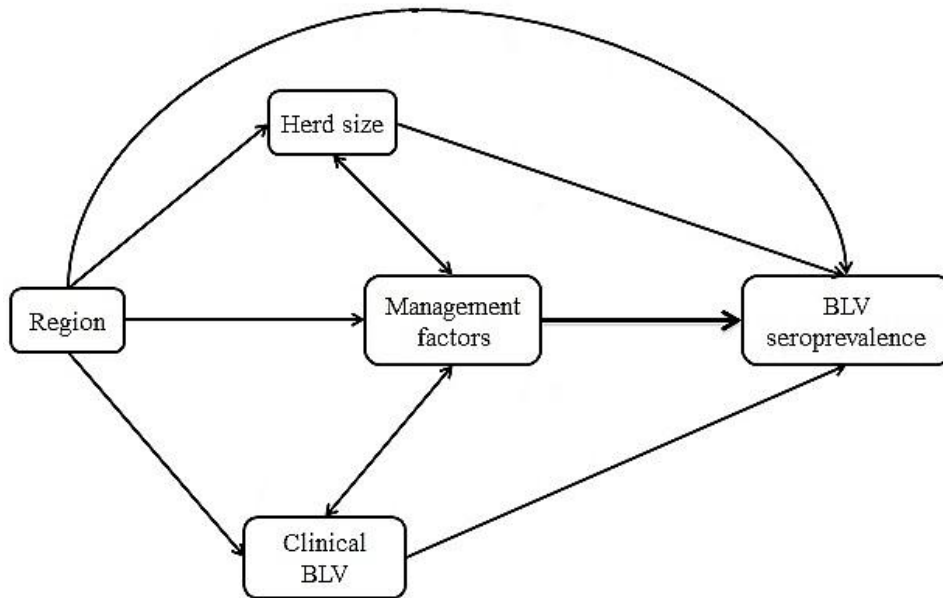 Herd size
Region
Management
factors
BLV
seroprevalence
Clinical
BLV